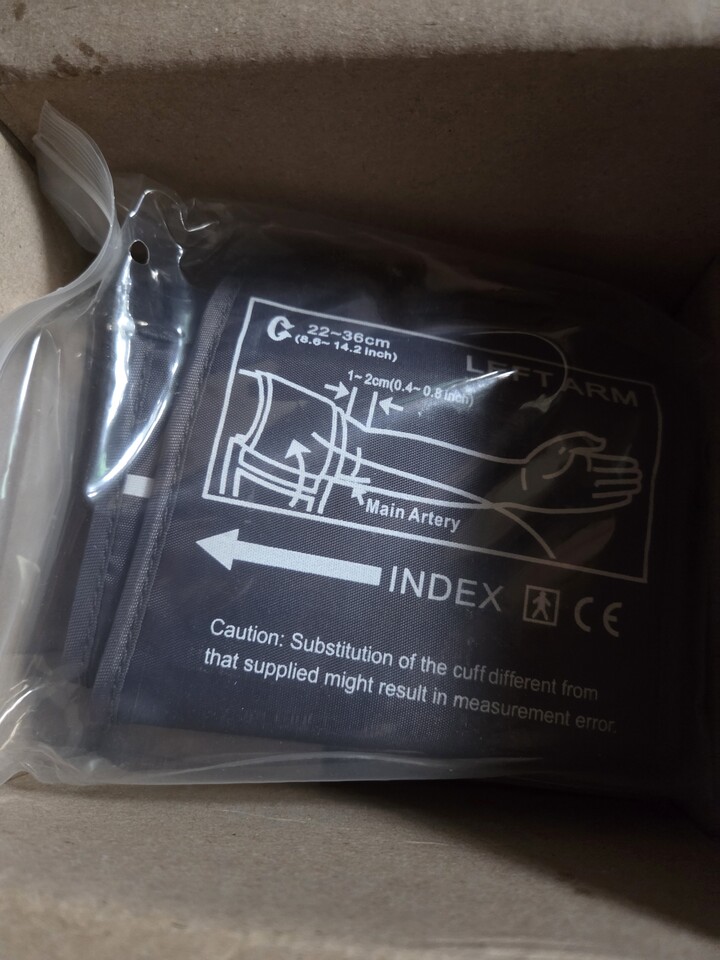 22~36cm
(8.6~14.2 inch)
LEFT ARM
1~2cm(0.4~0.8 inch)
Main Artery
INDEX
CE
Caution: Substitution of the cuff different from
that supplied might result in measurement error.